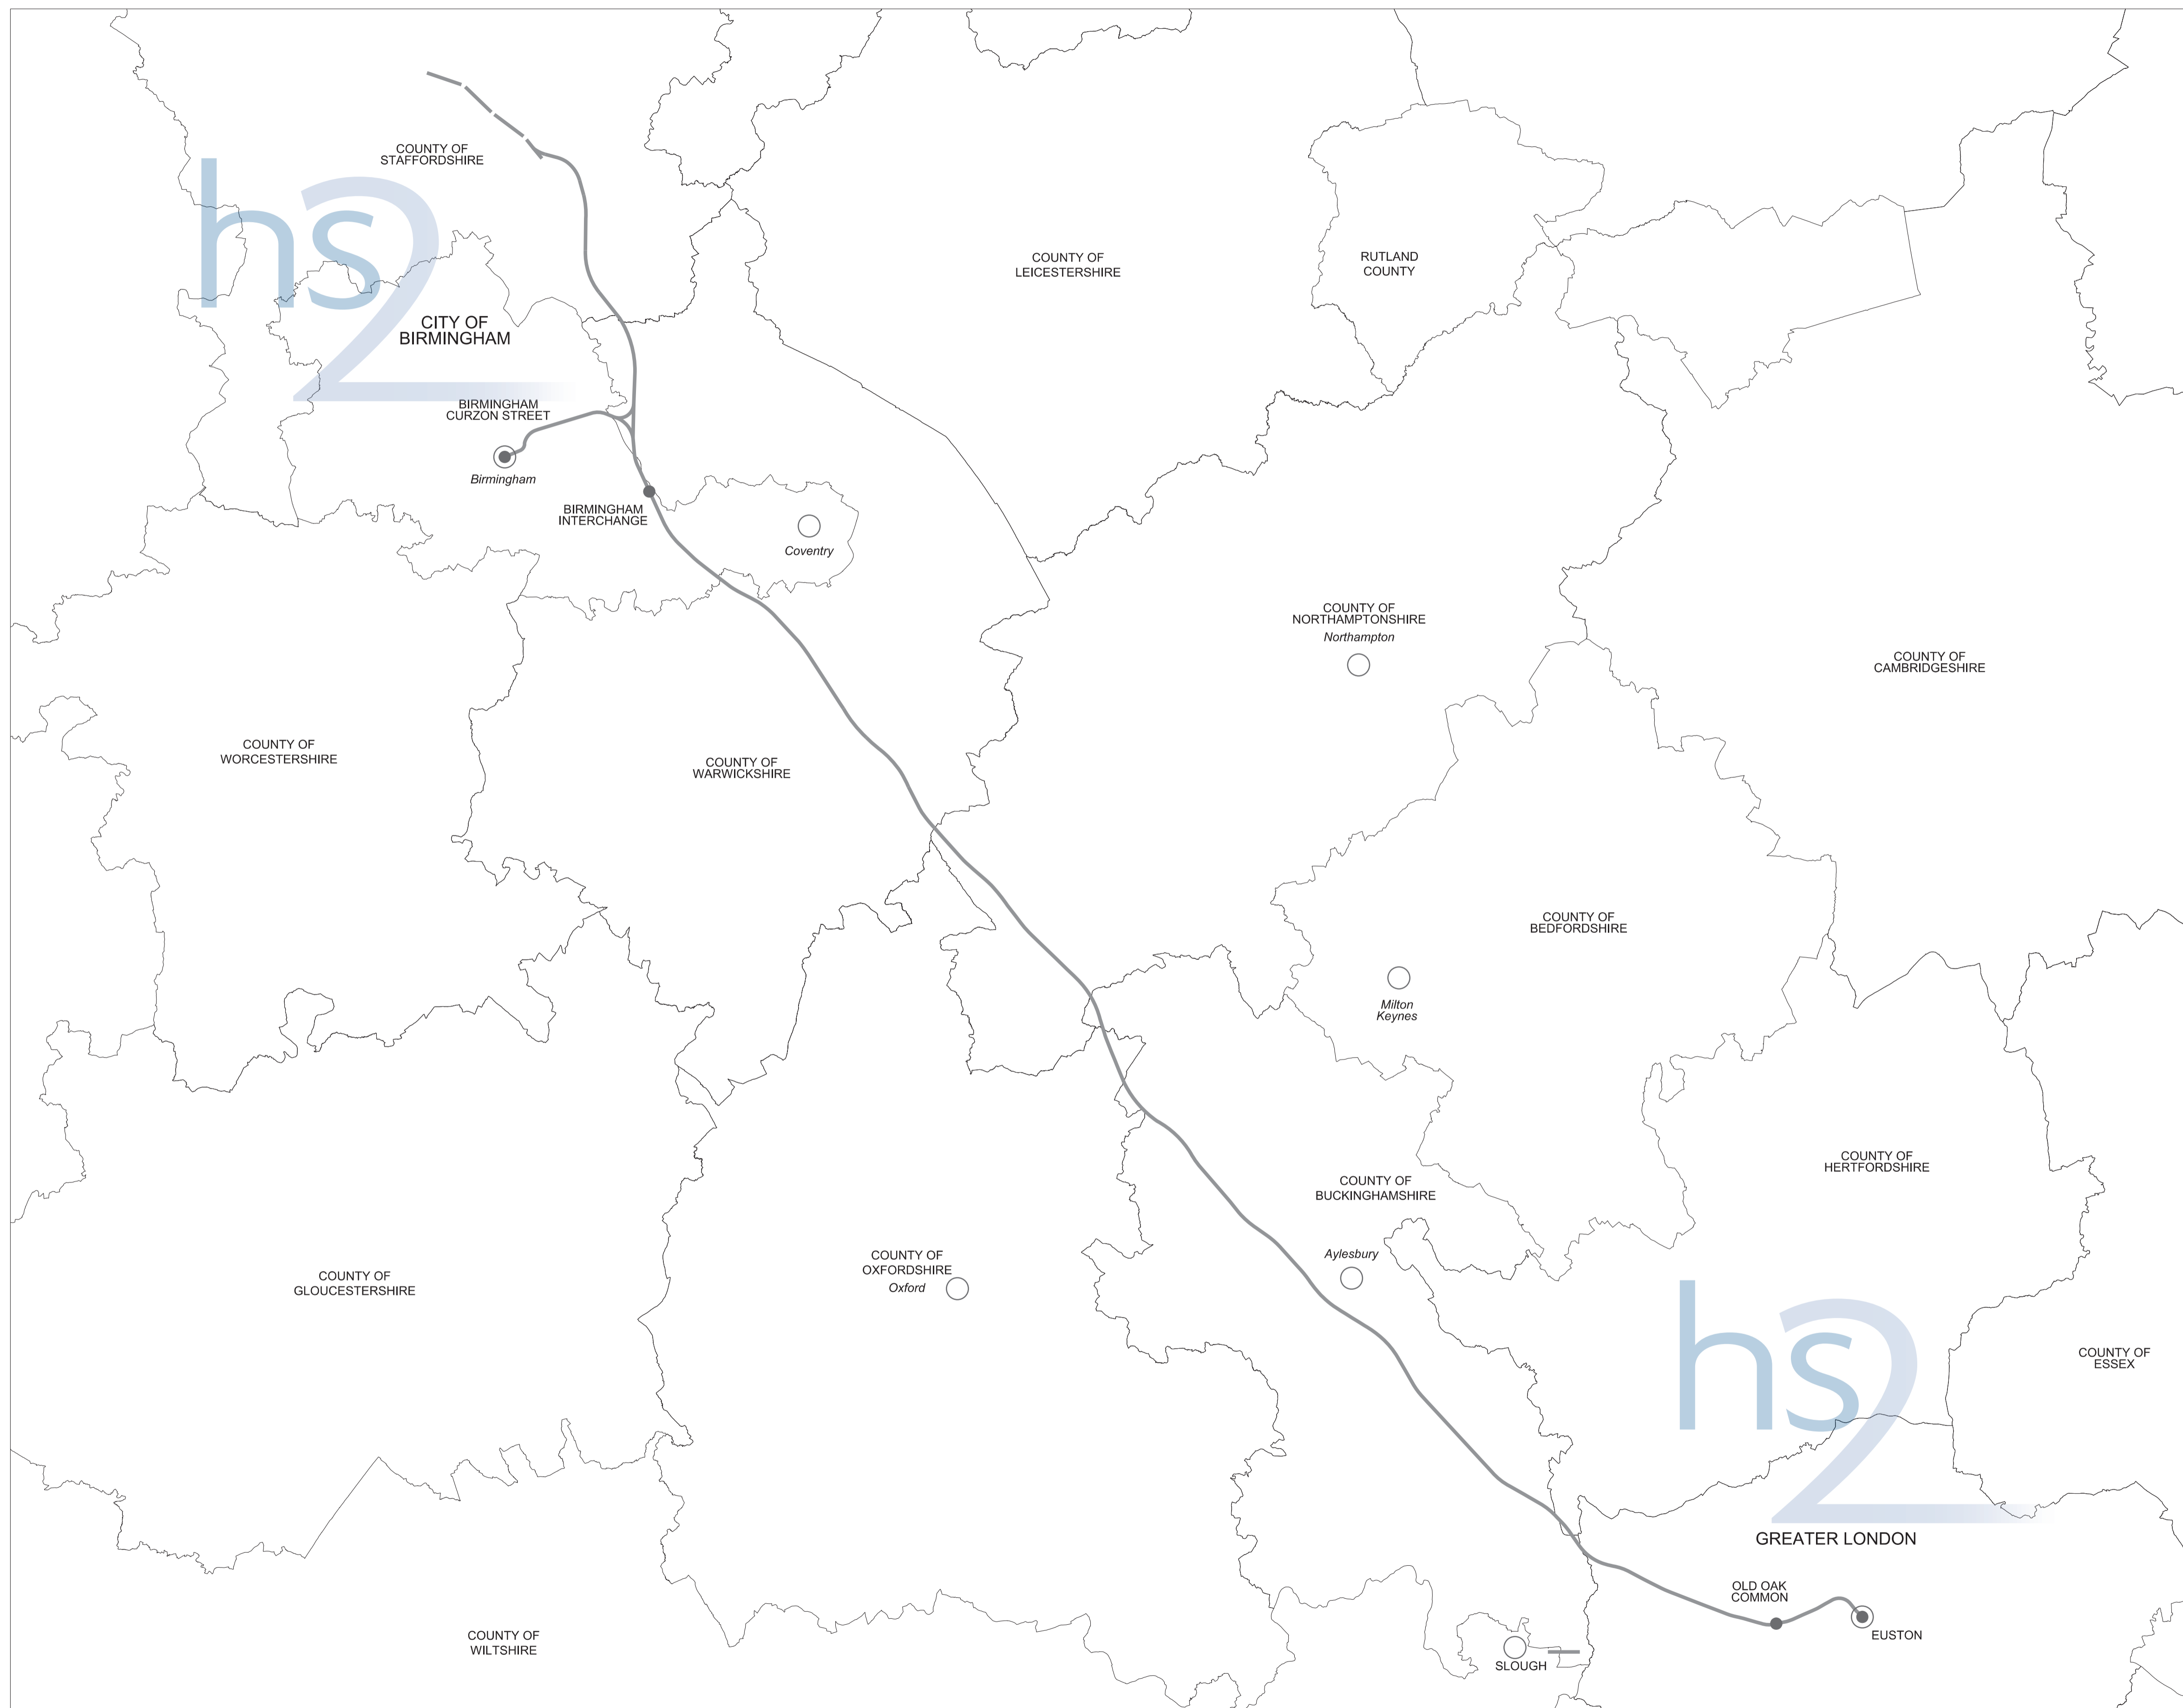 COUNTY OF
STAFFORDSHIRE
hs2
CITY OF
BIRMINGHAM
COUNTY OF
LEICESTERSHIRE
RUTLAND
COUNTY
BIRMINGHAM
CURZON STREET
Birmingham
BIRMINGHAM
INTERCHANGE
Coventry
COUNTY OF
NORTHAMPTONSHIRE
Northampton
COUNTY OF
CAMBRIDGESHIRE
COUNTY OF
WORCESTERSHIRE
COUNTY OF
WARWICKSHIRE
COUNTY OF
BEDFORDSHIRE
Milton
Keynes
COUNTY OF
HERTFORDSHIRE
COUNTY OF
BUCKINGHAMSHIRE
Aylesbury
COUNTY OF
OXFORDSHIRE
Oxford
COUNTY OF
GLOUCESTERSHIRE
hs2
COUNTY OF
ESSEX
GREATER LONDON
OLD OAK
COMMON
EUSTON
COUNTY OF
WILTSHIRE
SLOUGH